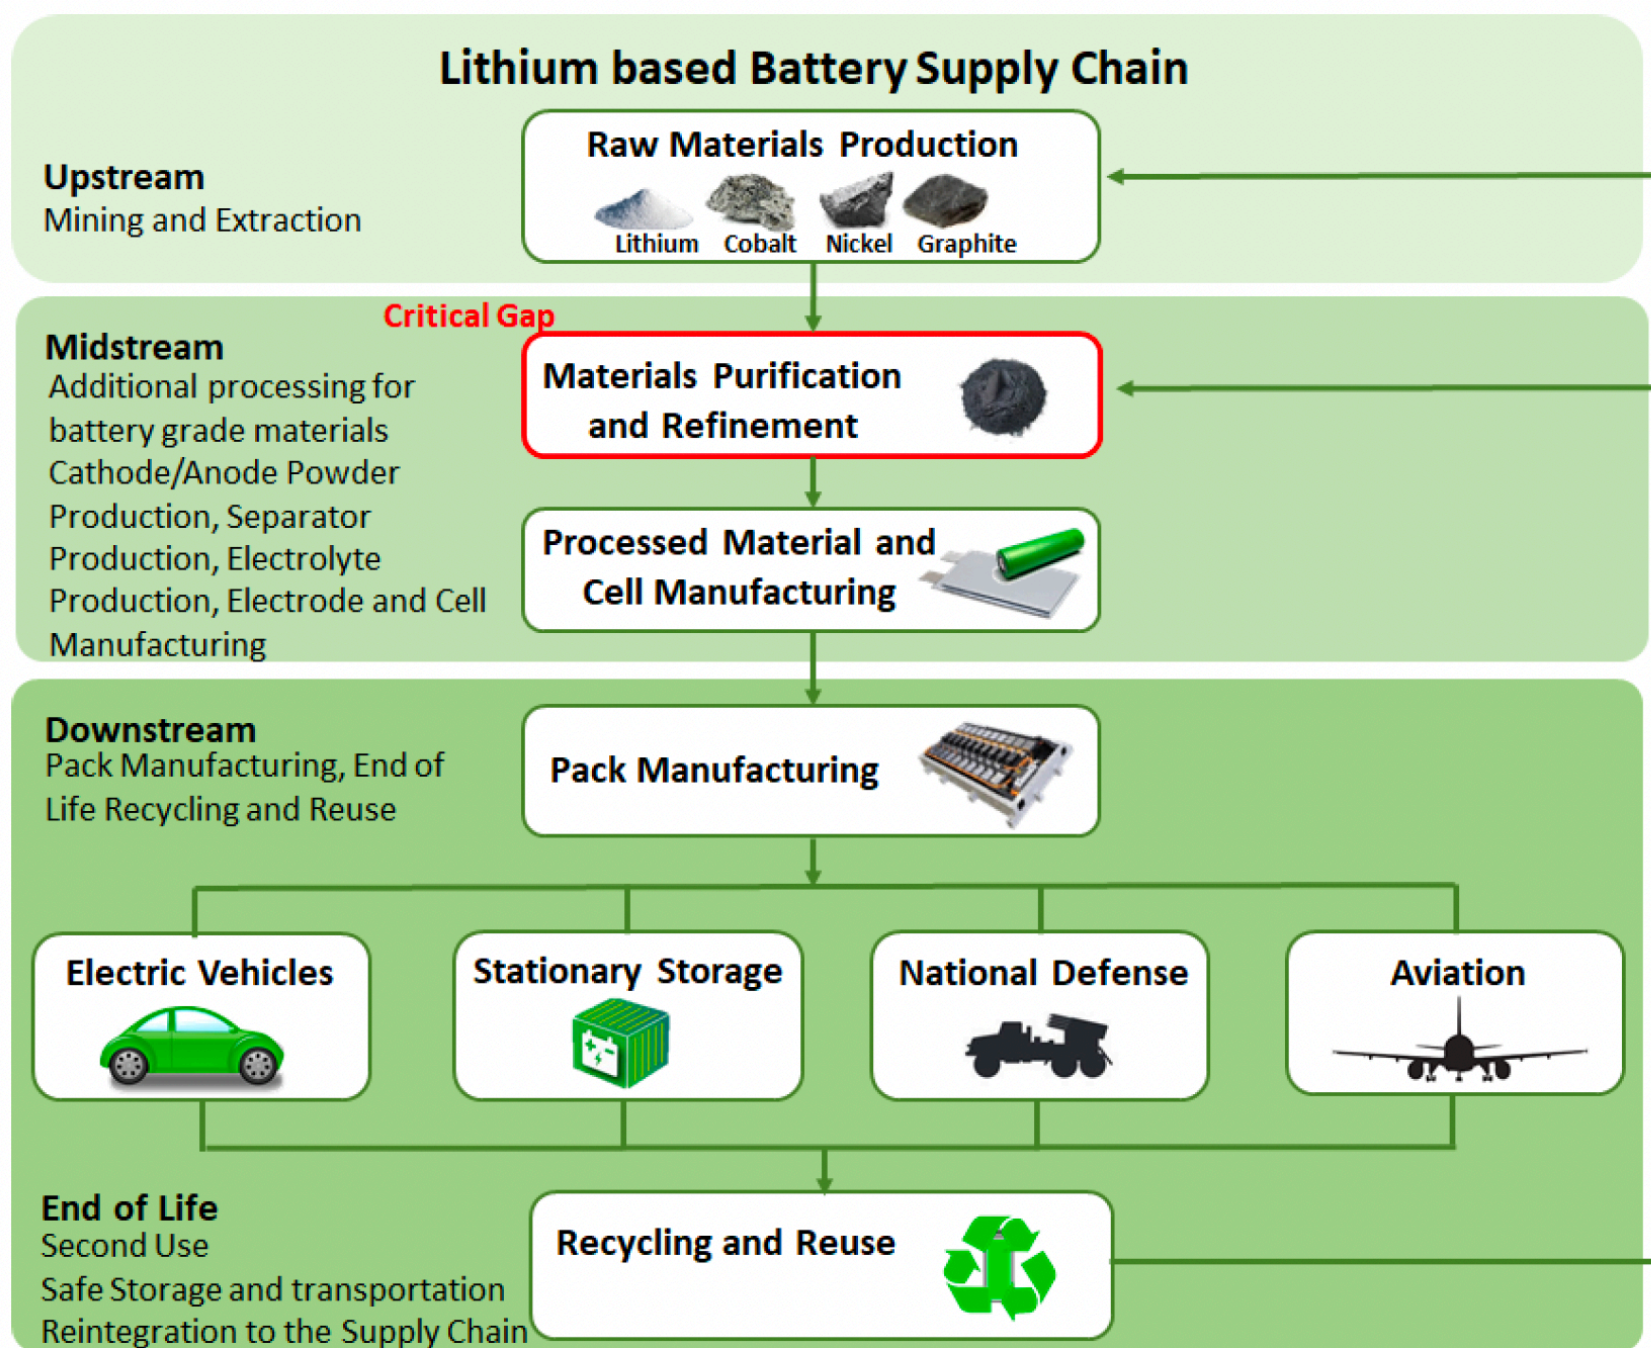 Lithium based Battery Supply Chain
Raw Materials Production
Lithium Cobalt Nickel Graphite
Upstream
Mining and Extraction
Critical Gap
Midstream
Additional processing for
battery grade materials
Cathode/Anode Powder
Production, Separator
Production, Electrolyte
Production, Electrode and Cell
Manufacturing
Materials Purification
and Refinement
Processed Material and
Cell Manufacturing
Downstream
Pack Manufacturing, End of
Life Recycling and Reuse
Pack Manufacturing
Electric Vehicles
Stationary Storage
National Defense
Aviation
End of Life
Second Use
Safe Storage and transportation
Reintegration to the Supply Chain
Recycling and Reuse